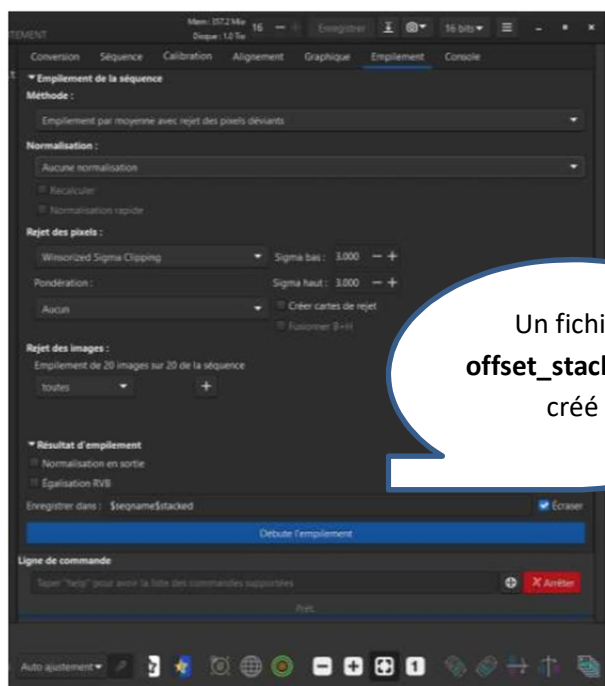 TEMENT
Mem : 357.2 Mio
Disque : 1.0 Tio
16
Enregistrer
16 bits
Conversion Séquence Calibration Alignement Graphique Empilement Console
Empilement de la séquence
Méthode :
Empilement par moyenne avec rejet des pixels déviants
Normalisation :
Aucune normalisation
Recalculer
Normalisation rapide
Rejet des pixels :
Winsorized Sigma Clipping Sigma bas : 3.000
Pondération : Sigma haut : 3.000
Aucun Créer cartes de rejet
Fusionner B+H
Rejet des images :
Empilement de 20 images sur 20 de la séquence
toutes
Résultat d'empilement
Normalisation en sortie
Égalisation RVB
Enregistrer dans : $seqname$stacked Écraser
Débute l'empilement
Ligne de commande
Taper "help" pour avoir la liste des commandes supportées Arrêter
Prêt.
Auto ajustement 1
Un fichi
offset_stac
créé